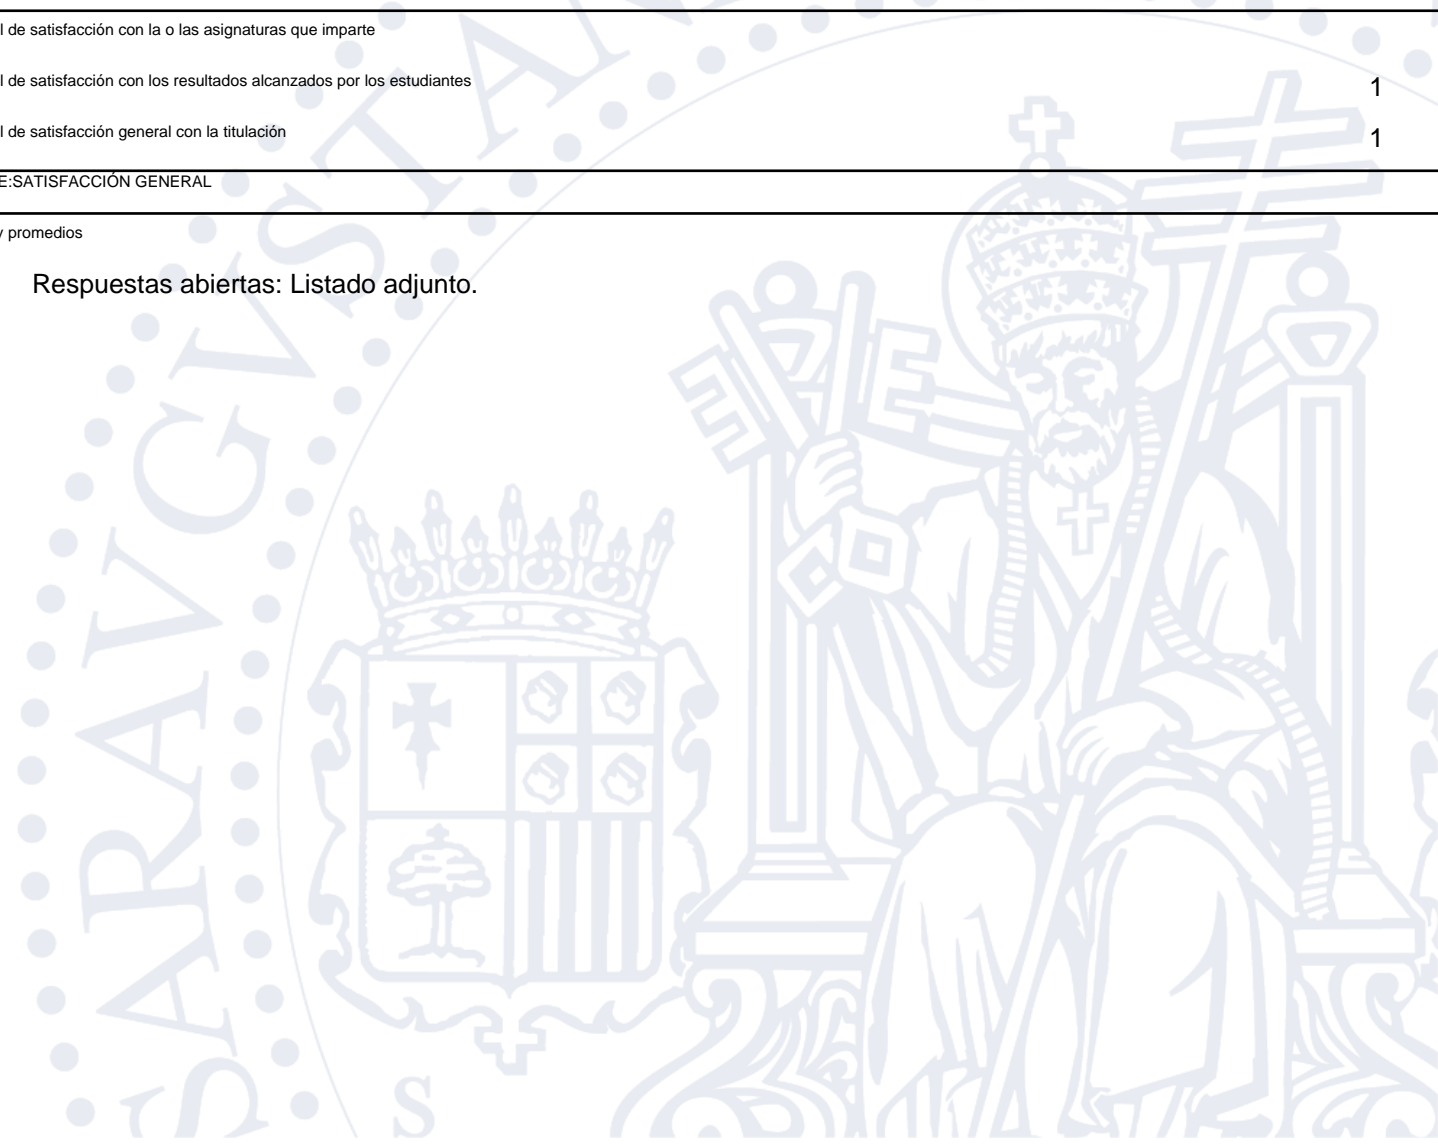 l de satisfacción con la o las asignaturas que imparte
l de satisfacción con los resultados alcanzados por los estudiantes 1
l de satisfacción general con la titulación 1
E:SATISFACCIÓN GENERAL
y promedios
Respuestas abiertas: Listado adjunto.
SARAVGVSTAN
S